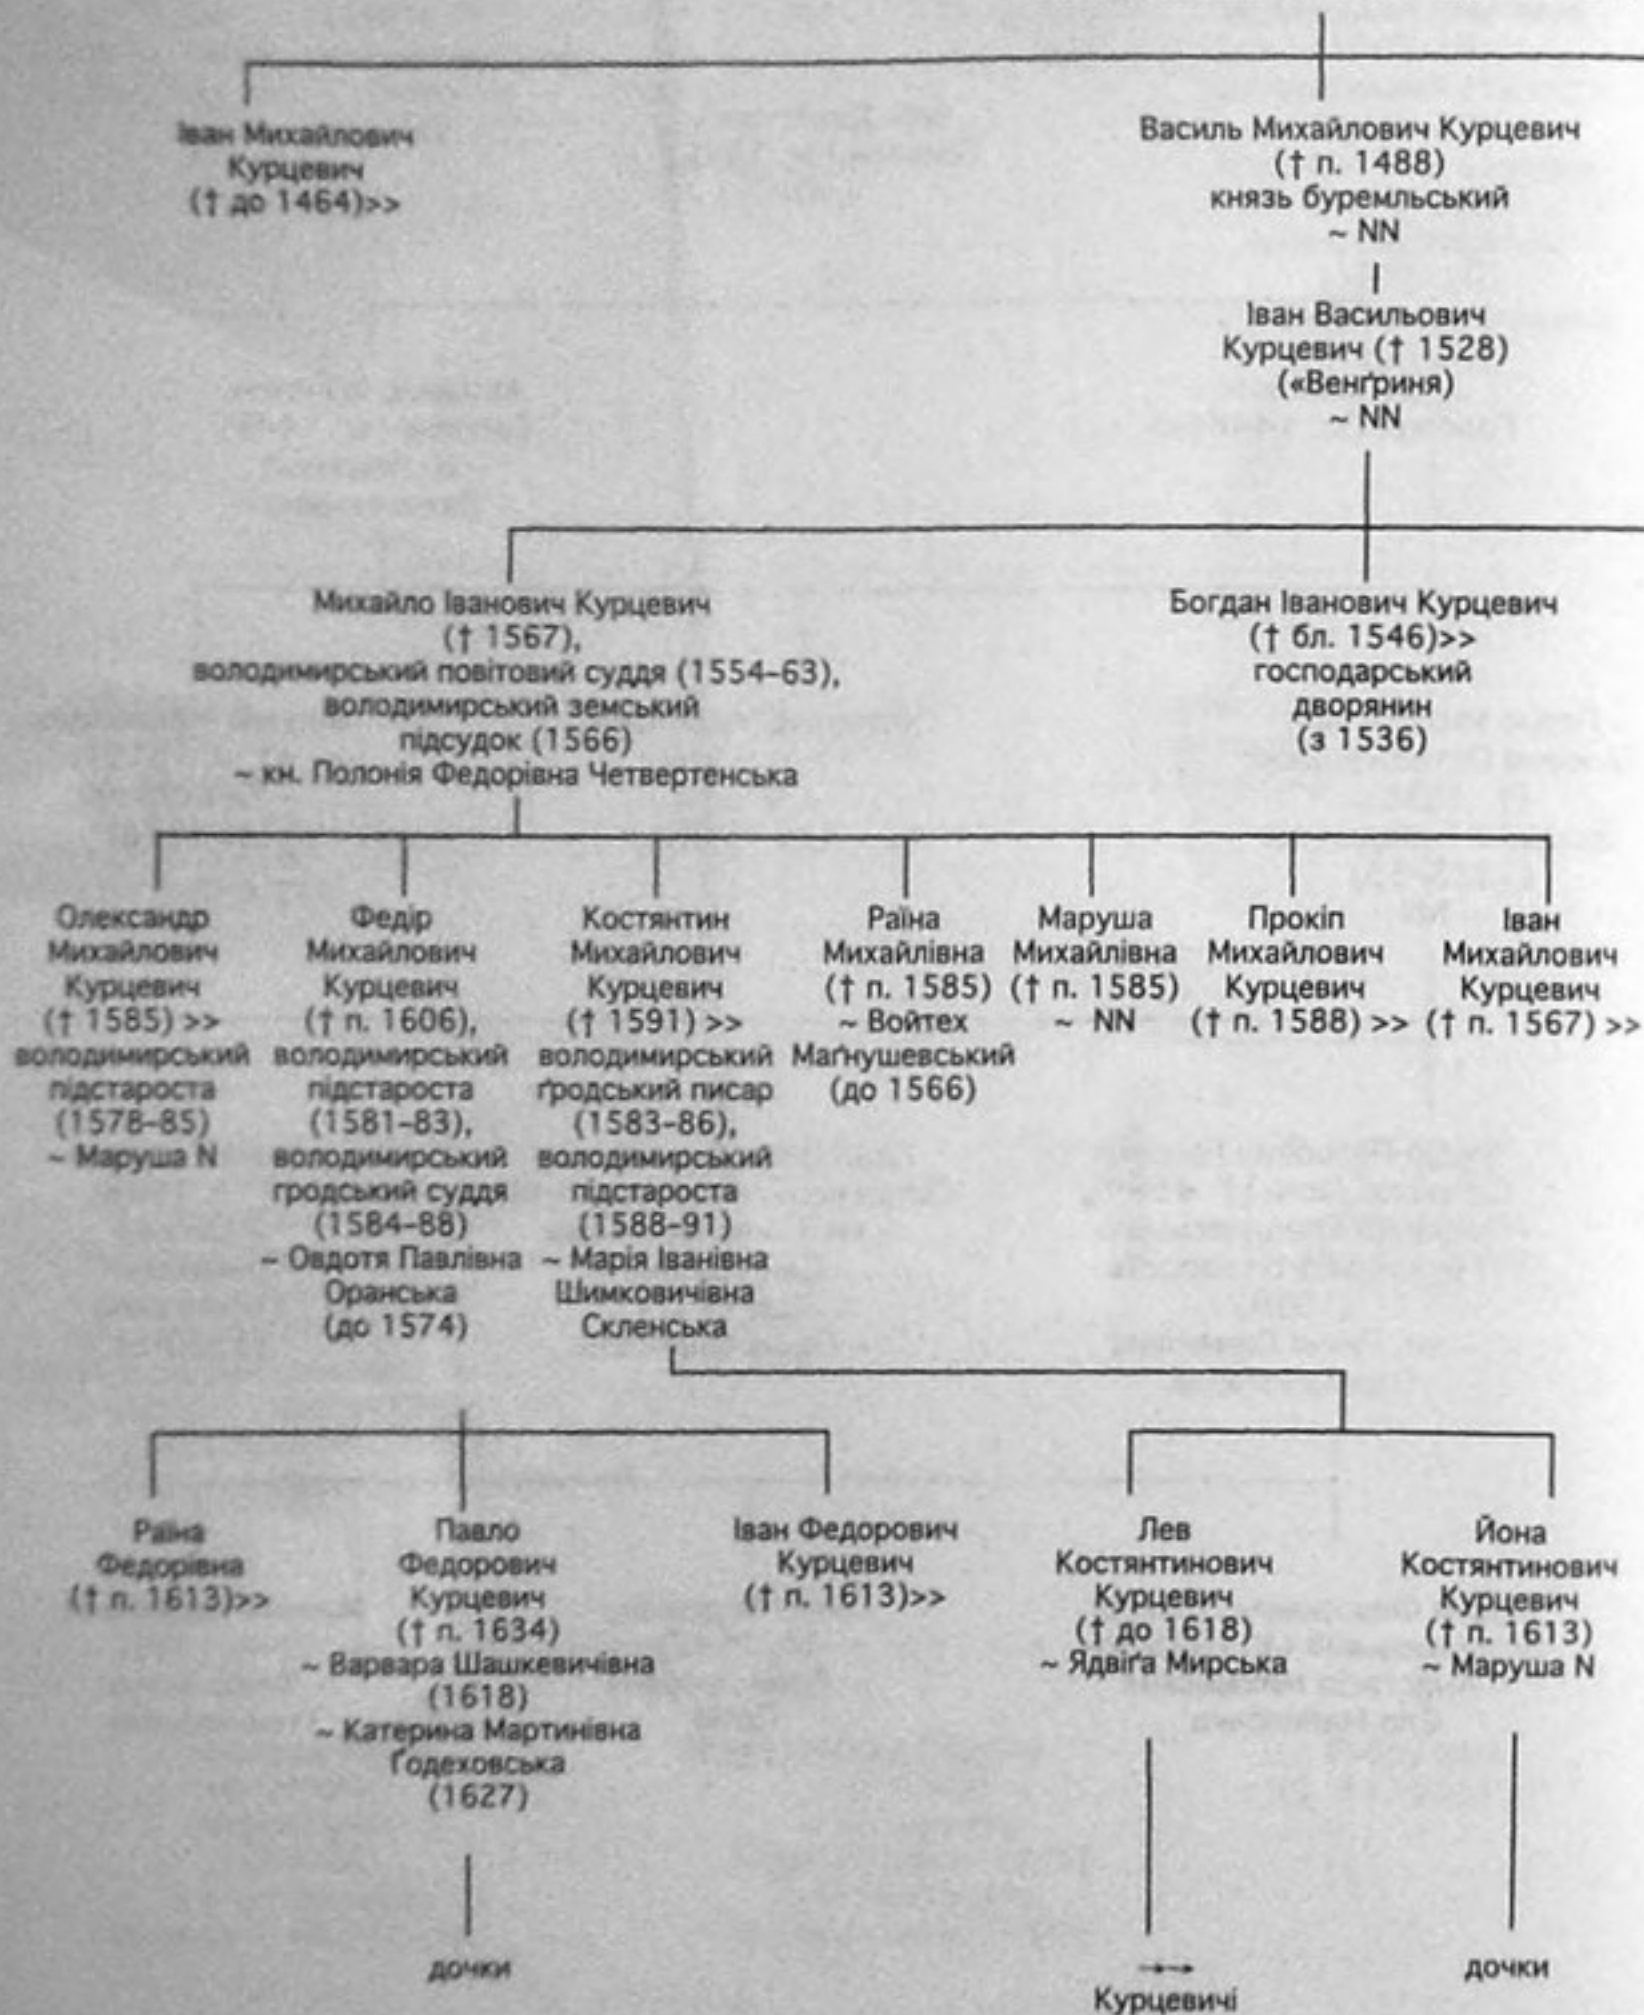 Іван Михайлович
Курцевич
(† до 1464)>>
Василь Михайлович Курцевич
(† п. 1488)
князь буремльський
~ NN
Іван Васильович
Курцевич († 1528)
(«Венґриня)
~ NN
Михайло Іванович Курцевич
(† 1567),
володимирський повітовий суддя (1554–63),
володимирський земський
підсудок (1566)
~ кн. Полонія Федорівна Четвертенська
Богдан Іванович Курцевич
(† бл. 1546)>>
господарський
дворянин
(з 1536)
Олександр
Михайлович
Курцевич
(† 1585) >>
володимирський
підстароста
(1578–85)
~ Маруша N
Федір
Михайлович
Курцевич
(† п. 1606),
володимирський
підстароста
(1581–83),
володимирський
гродський суддя
(1584–88)
~ Овдотя Павлівна
Оранська
(до 1574)
Костянтин
Михайлович
Курцевич
(† 1591) >>
володимирський
ґродський писар
(1583–86),
володимирський
підстароста
(1588–91)
~ Марія Іванівна
Шимковичівна
Скленська
Раїна
Михайлівна
(† п. 1585)
~ Войтех
Маґнушевський
(до 1566)
Маруша
Михайлівна
(† п. 1585)
~ NN
Прокіп
Михайлович
Курцевич
(† п. 1588) >>
Іван
Михайлович
Курцевич
(† п. 1567) >>
Раїна
Федорівна
(† п. 1613)>>
Павло
Федорович
Курцевич
(† п. 1634)
~ Варвара Шашкевичівна
(1618)
~ Катерина Мартинівна
Ґодеховська
(1627)
дочки
Іван Федорович
Курцевич
(† п. 1613)>>
Лев
Костянтинович
Курцевич
(† до 1618)
~ Ядвіґа Мирська
→→
Курцевичі
Йона
Костянтинович
Курцевич
(† п. 1613)
~ Маруша N
дочки